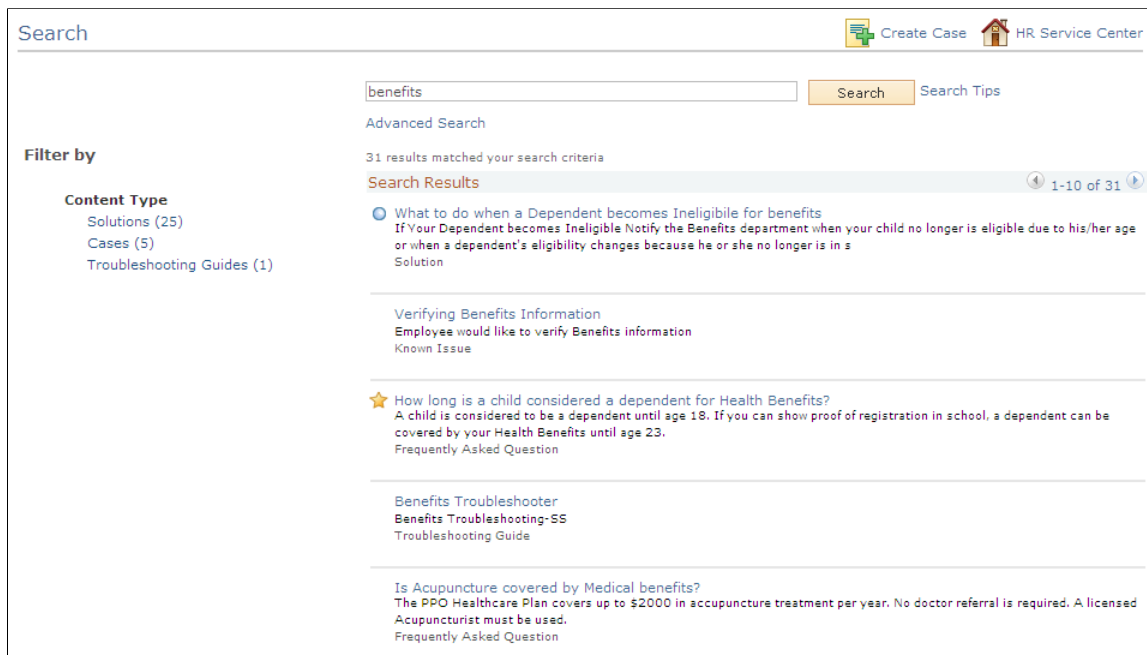 Search
Create Case
HR Service Center
benefits
Search
Search Tips
Advanced Search
Filter by
31 results matched your search criteria
Search Results
1-10 of 31
Content Type
Solutions (25)
Cases (5)
Troubleshooting Guides (1)
What to do when a Dependent becomes Ineligibile for benefits
If Your Dependent becomes Ineligible Notify the Benefits department when your child no longer is eligible due to his/her age
or when a dependent's eligibility changes because he or she no longer is in s
Solution
Verifying Benefits Information
Employee would like to verify Benefits information
Known Issue
How long is a child considered a dependent for Health Benefits?
A child is considered to be a dependent until age 18. If you can show proof of registration in school, a dependent can be
covered by your Health Benefits until age 23.
Frequently Asked Question
Benefits Troubleshooter
Benefits Troubleshooting-SS
Troubleshooting Guide
Is Acupuncture covered by Medical benefits?
The PPO Healthcare Plan covers up to $2000 in accupuncture treatment per year. No doctor referral is required. A licensed
Acupuncturist must be used.
Frequently Asked Question